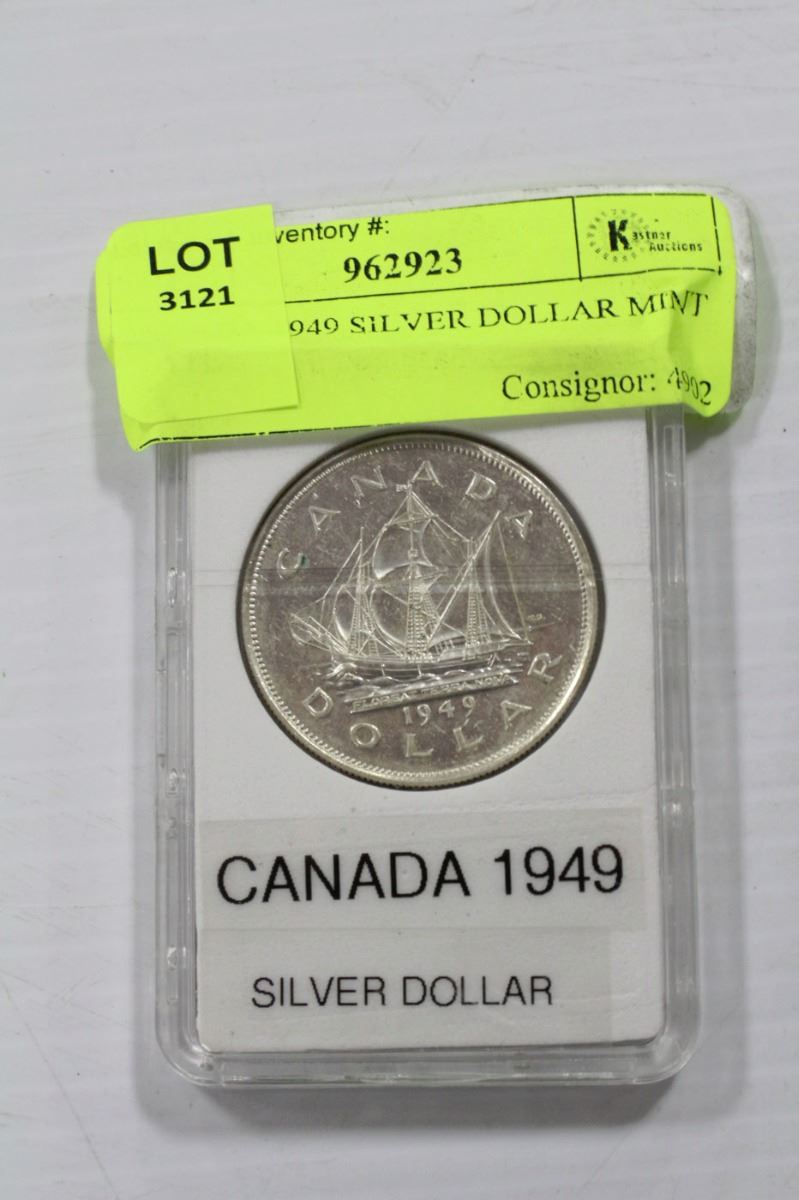 LOT
3121
ventory #:
962923
Kastner
Auctions
949 SILVER DOLLAR MINT
Consignor: 4902
CANADA
FLOREAT TERRA NOVA
1949
DOLLAR
CANADA 1949
SILVER DOLLAR